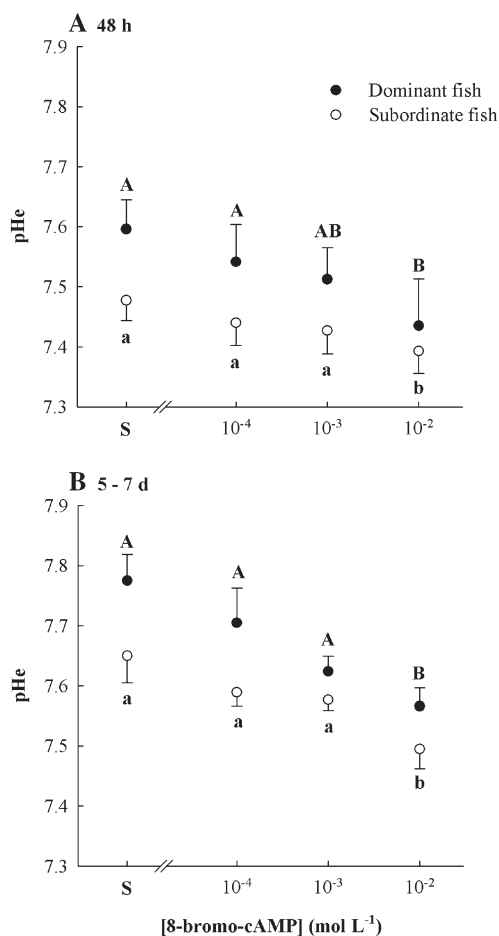 A 48 h
7.9
Dominant fish
7.8
Subordinate fish
7.7
A
A
AB
7.6
B
pHe
7.5
7.4
a
a
a
b
7.3
S
10⁻⁴
10⁻³
10⁻²
B 5 - 7 d
7.9
A
A
7.8
A
7.7
B
pHe
7.6
a
a
a
7.5
b
7.4
7.3
S
10⁻⁴
10⁻³
10⁻²
[8-bromo-cAMP] (mol L⁻¹)